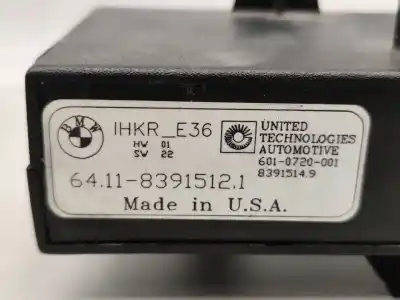 BMW
IHKR_E36
HW 01
SW 22
UNITED
TECHNOLOGIES
AUTOMOTIVE
601-0720-001
8391514.9
64.11-8391512.1
Made in U.S.A.